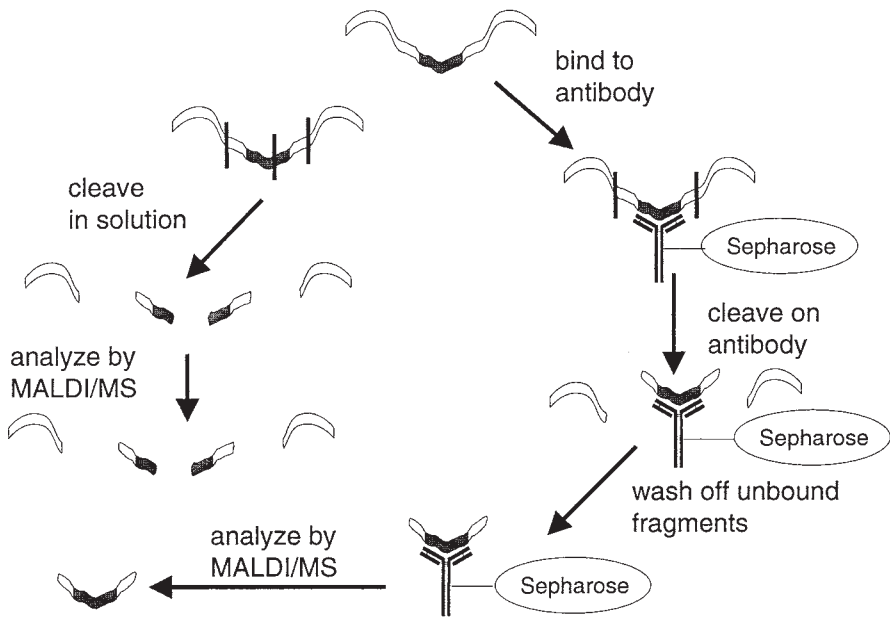 bind to
antibody
cleave
in solution
Sepharose
cleave on
antibody
analyze by
MALDI/MS
Sepharose
wash off unbound
fragments
analyze by
MALDI/MS
Sepharose